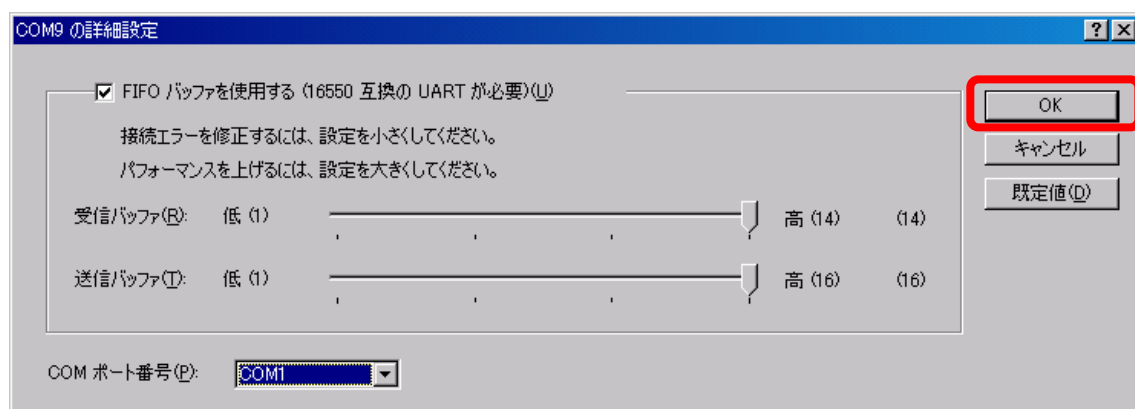 COM9 の詳細設定
FIFO バッファを使用する (16550 互換の UART が必要)(U)
接続エラーを修正するには、設定を小さくしてください。
パフォーマンスを上げるには、設定を大きくしてください。
受信バッファ(R): 低 (1) 高 (14) (14)
送信バッファ(T): 低 (1) 高 (16) (16)
COM ポート番号(P): COM1
OK
キャンセル
既定値(D)